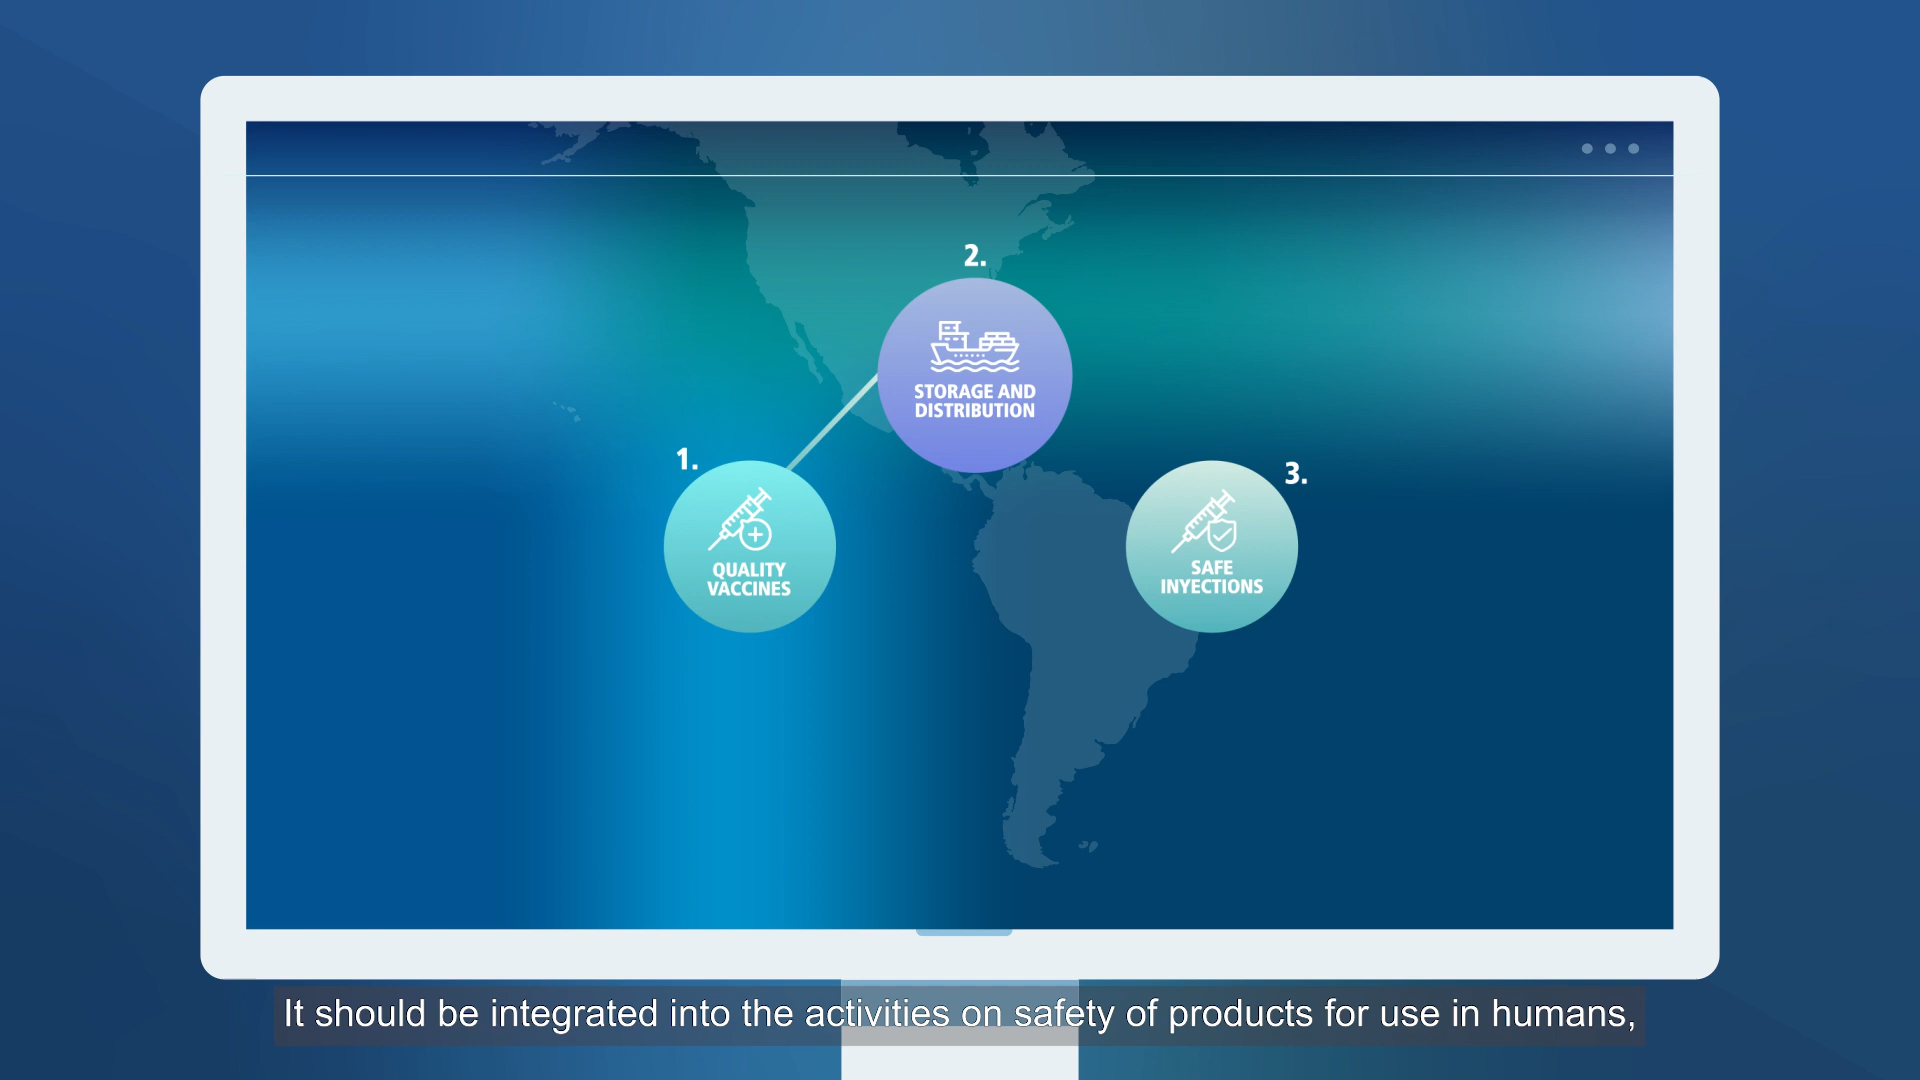 2.
STORAGE AND
DISTRIBUTION
1.
QUALITY
VACCINES
3.
SAFE
INYECTIONS
It should be integrated into the activities on safety of products for use in humans,